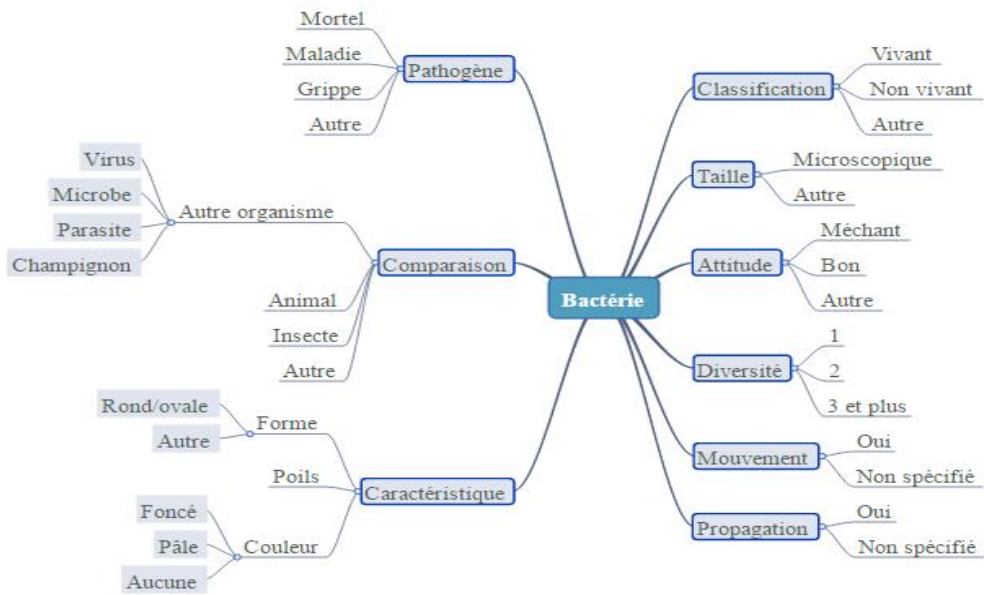 Mortel
Maladie
Grippe
Autre
Pathogène
Virus
Microbe
Parasite
Champignon
Autre organisme
Animal
Insecte
Autre
Comparaison
Rond/ovale
Autre
Forme
Poils
Foncé
Pâle
Aucune
Couleur
Caractéristique
Bactérie
Classification
Vivant
Non vivant
Autre
Taille
Microscopique
Autre
Attitude
Méchant
Bon
Autre
Diversité
1
2
3 et plus
Mouvement
Oui
Non spécifié
Propagation
Oui
Non spécifié